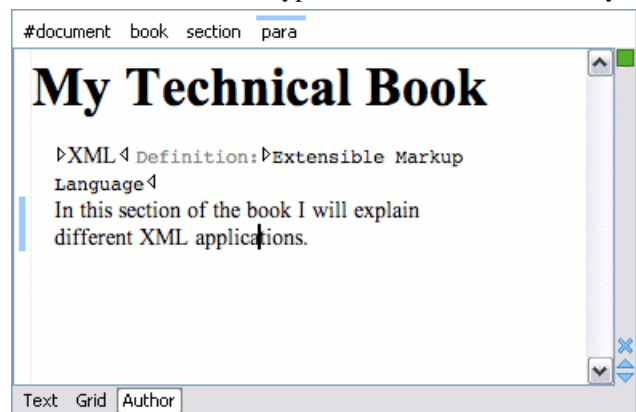 #document book section para
My Technical Book
XML Definition: Extensible Markup
Language
In this section of the book I will explain
different XML applications.
Text Grid Author